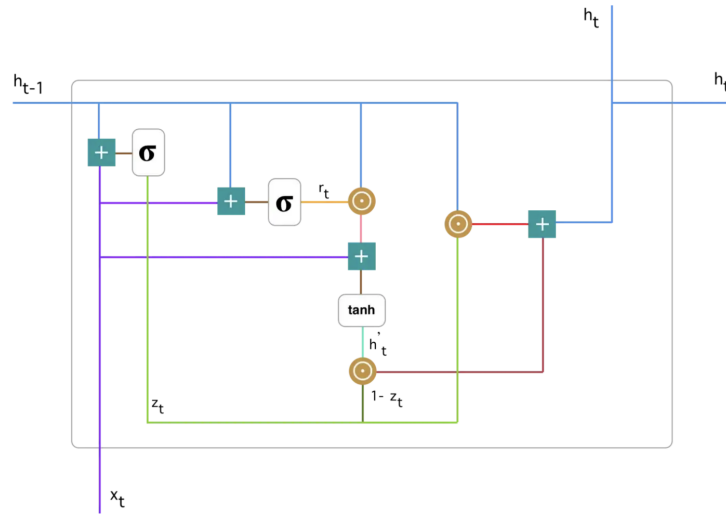 h_t
h_{t-1}
h_t
+
σ
+
σ
r_t
+
+
tanh
h'_t
1- z_t
z_t
x_t